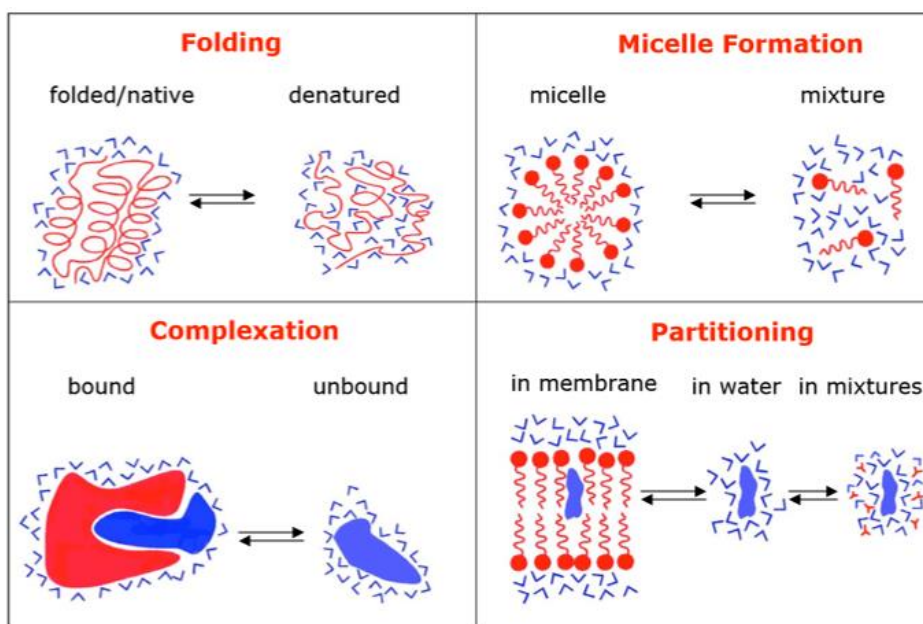 Folding
folded/native denatured
Micelle Formation
micelle mixture
Complexation
bound unbound
Partitioning
in membrane in water in mixtures